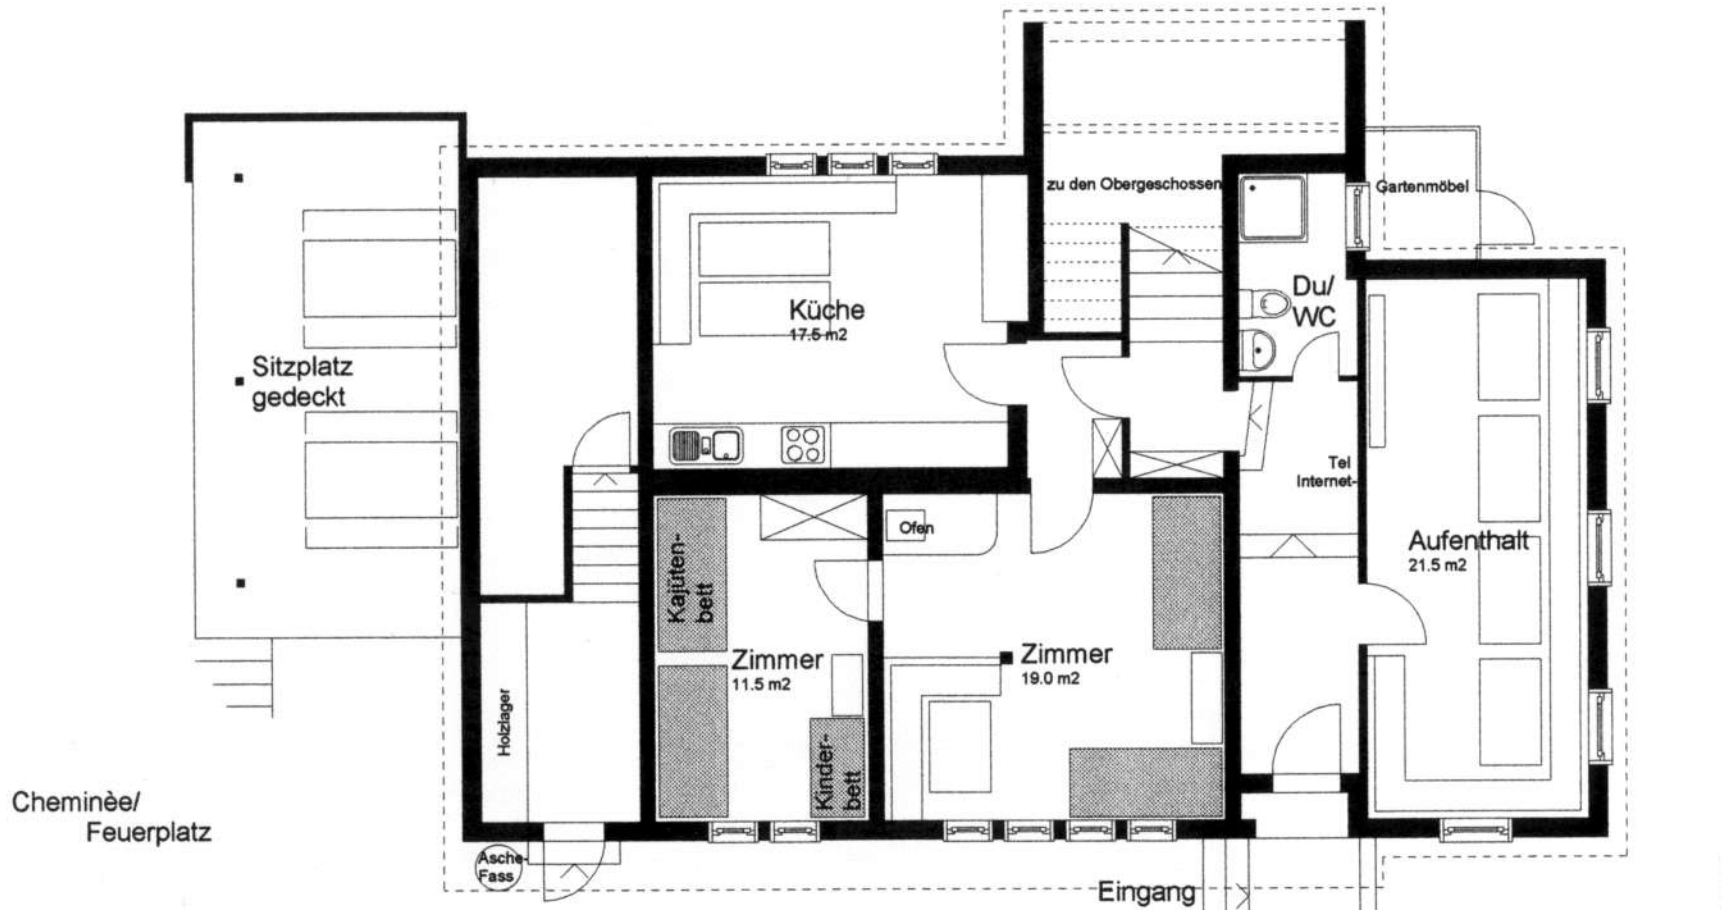 zu den Obergeschossen
Gartenmöbel
Küche
17.5 m2
Du/
WC
Sitzplatz
gedeckt
Tel
Internet-
Ofen
Aufenthalt
21.5 m2
Kajüten-
bett
Zimmer
11.5 m2
Zimmer
19.0 m2
Holzlager
Kinder-
bett
Cheminèe/
Feuerplatz
Asche-
Fass
Eingang